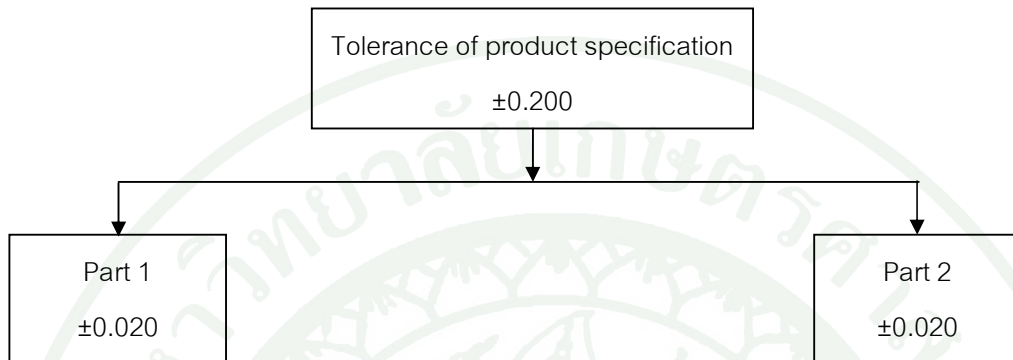 Tolerance of product specification
±0.200
Part 1
±0.020
Part 2
±0.020